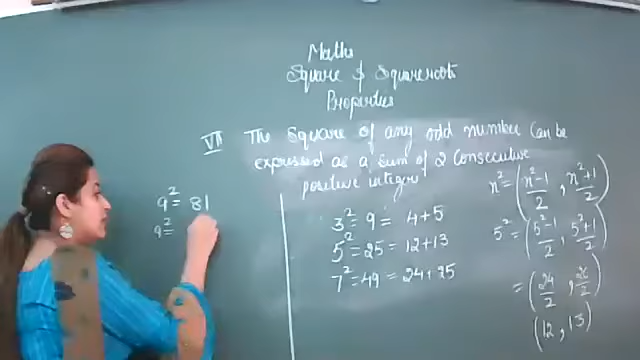 Maths
Square & Squareroots
Properties
VII The Square of any odd number can be
expressed as a sum of 2 consecutive
positive integer
9² = 81
9² =
3² = 9 = 4+5
5² = 25 = 12+13
7² = 49 = 24+25
n² = (n²-1/2, n²+1/2)
5² = (5²-1/2, 5²+1/2)
= (24/2, 26/2)
(12, 13)